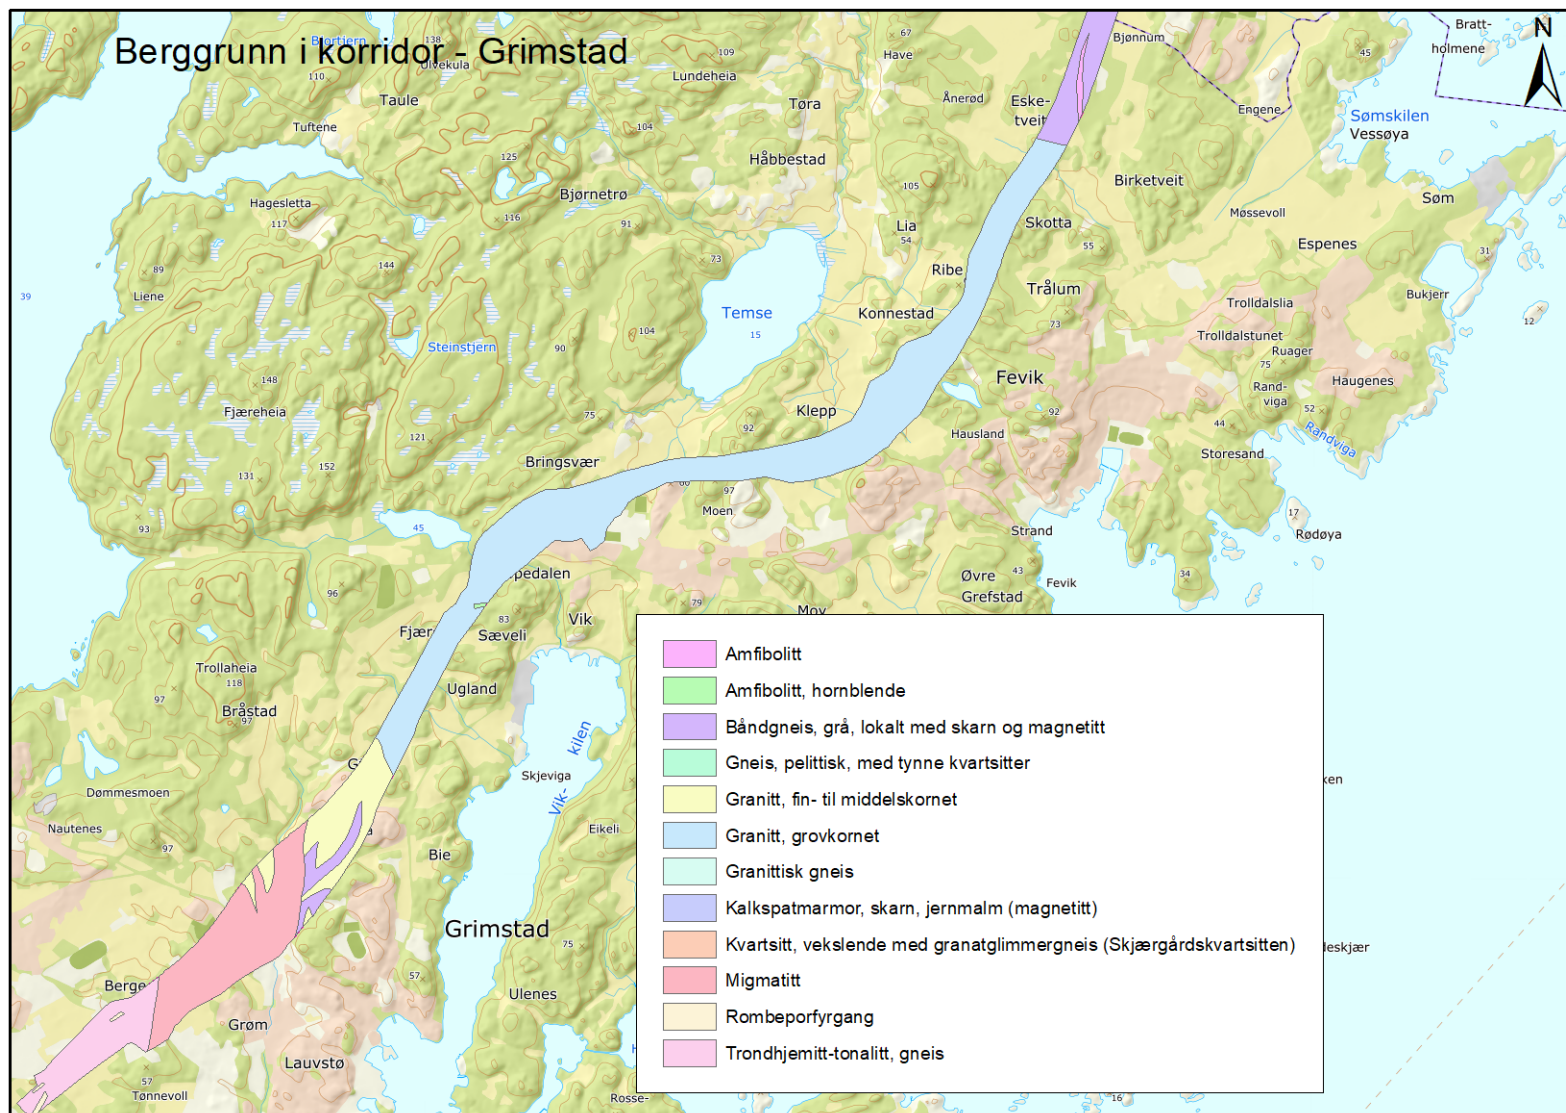 Berggrunn i korridor - Grimstad
N
Bratt-
holmene
Bjortjern
138
Ulvekula
109
67
Have
Bjønnum
45
110
Lundeheia
Taule
Tøra
Ånerød
Eske-
tveit
Engene
Sømskilen
Vessøya
Tuftene
104
125
Håbbestad
Bjørnetrø
105
Birketveit
Søm
Hagesletta
117
116
91
Lia
54
Skotta
55
Møssevoll
Espenes
31
144
73
89
Liene
39
Ribe
Trålum
Bukjerr
Trolldalslia
Temse
15
Konnestad
73
12
104
Steinstjern
90
Trolldalstunet
Ruager
75
148
Fjæreheia
Fevik
Rand-
viga
Haugenes
75
Klepp
92
92
52
121
Hausland
44
Randviga
Bringsvær
152
131
Storesand
66
97
Moen
17
Rødøya
93
45
Strand
pedalen
Øvre
Grefstad
43
Fevik
34
96
83
Vik
79
Moy
Fjær
Sæveli
Trollaheia
118
97
Bråstad
97
Ugland
Vik-
kilen
Skjeviga
Dømmesmoen
Nautenes
97
Eikeli
Bie
Grimstad
75
57
Berge
Ulenes
Grøm
Lauvstø
57
Tønnevoll
Rosse-
16
ken
deskjær
Amfibolitt
Amfibolitt, hornblende
Båndgneis, grå, lokalt med skarn og magnetitt
Gneis, pelittisk, med tynne kvartsitter
Granitt, fin- til middelskornet
Granitt, grovkornet
Granittisk gneis
Kalkspatmarmor, skarn, jernmalm (magnetitt)
Kvartsitt, vekslende med granatglimmergneis (Skjærgårdskvartsitten)
Migmatitt
Rombeporfyrgang
Trondhjemitt-tonalitt, gneis